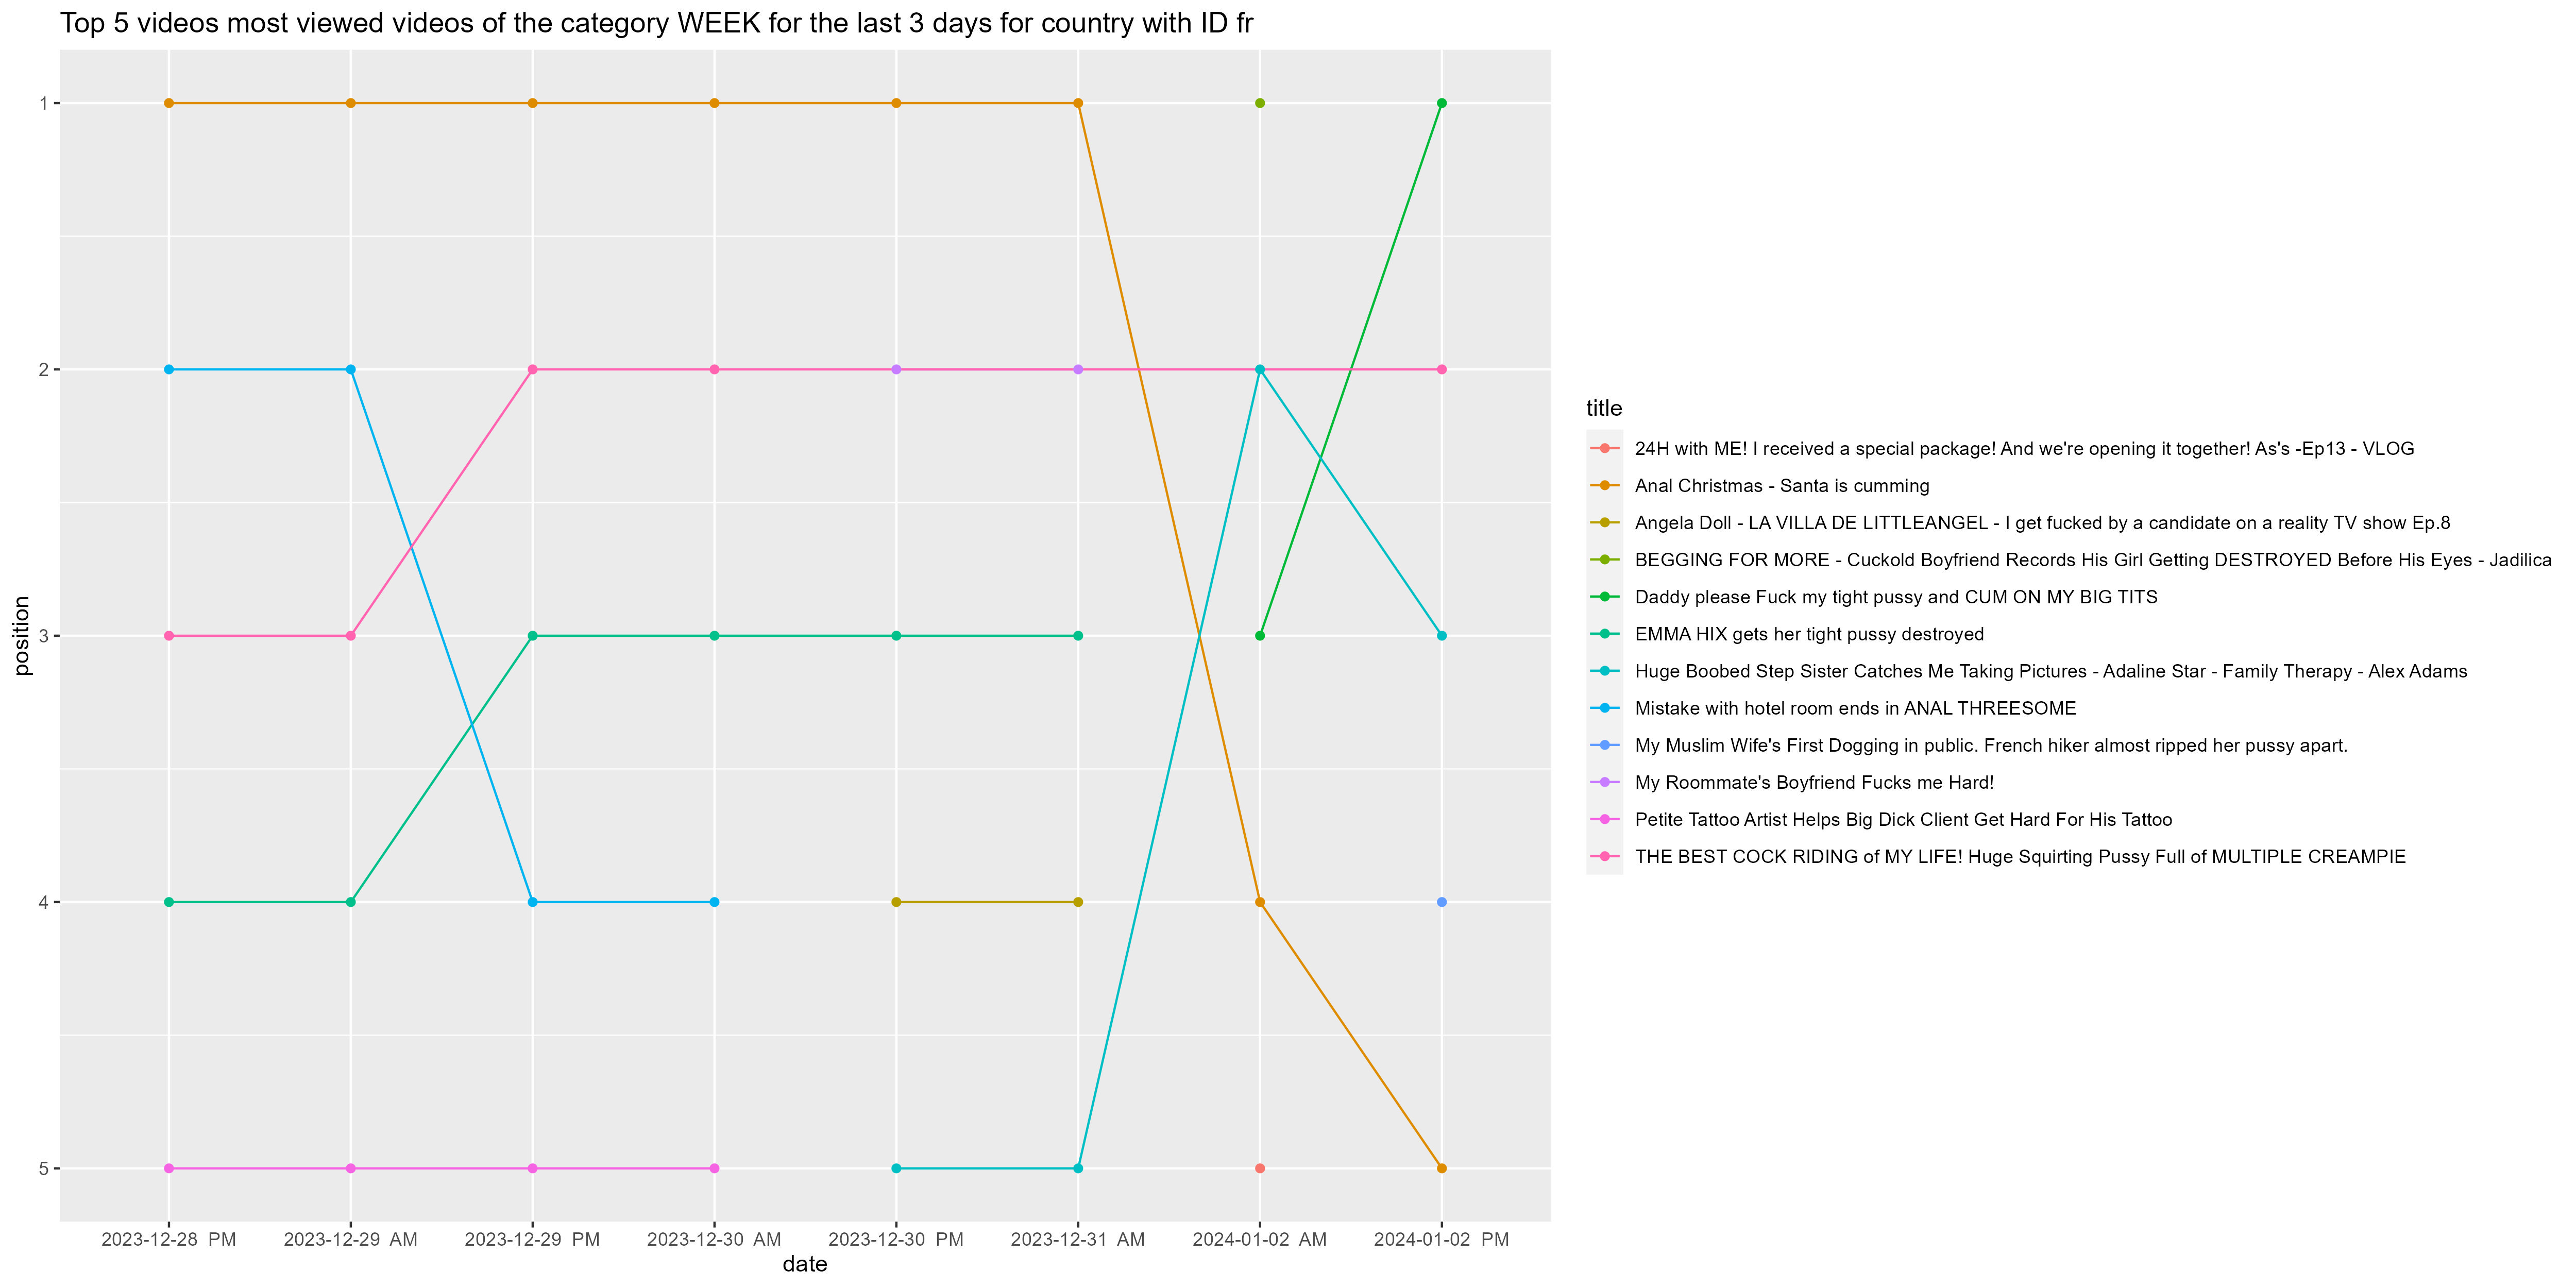 Top 5 videos most viewed videos of the category WEEK for the last 3 days for country with ID fr
position
1
2
3
4
5
2023-12-28 PM
2023-12-29 AM
2023-12-29 PM
2023-12-30 AM
2023-12-30 PM
2023-12-31 AM
2024-01-02 AM
2024-01-02 PM
date
title
24H with ME! I received a special package! And we're opening it together! As's -Ep13 - VLOG
Anal Christmas - Santa is cumming
Angela Doll - LA VILLA DE LITTLEANGEL - I get fucked by a candidate on a reality TV show Ep.8
BEGGING FOR MORE - Cuckold Boyfriend Records His Girl Getting DESTROYED Before His Eyes - Jadilica
Daddy please Fuck my tight pussy and CUM ON MY BIG TITS
EMMA HIX gets her tight pussy destroyed
Huge Boobed Step Sister Catches Me Taking Pictures - Adaline Star - Family Therapy - Alex Adams
Mistake with hotel room ends in ANAL THREESOME
My Muslim Wife's First Dogging in public. French hiker almost ripped her pussy apart.
My Roommate's Boyfriend Fucks me Hard!
Petite Tattoo Artist Helps Big Dick Client Get Hard For His Tattoo
THE BEST COCK RIDING of MY LIFE! Huge Squirting Pussy Full of MULTIPLE CREAMPIE